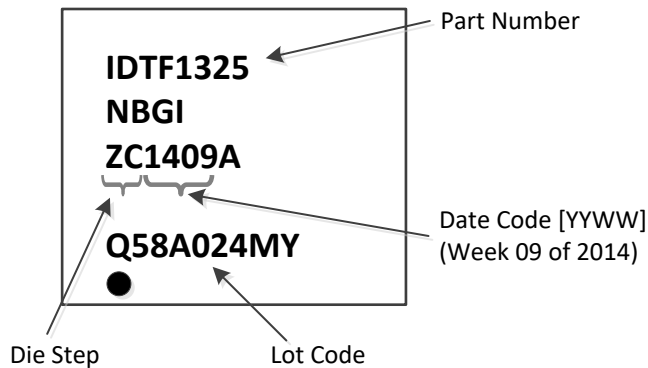 Part Number
IDTF1325
NBGI
ZC1409A
Date Code [YYWW]
(Week 09 of 2014)
Q58A024MY
Die Step
Lot Code